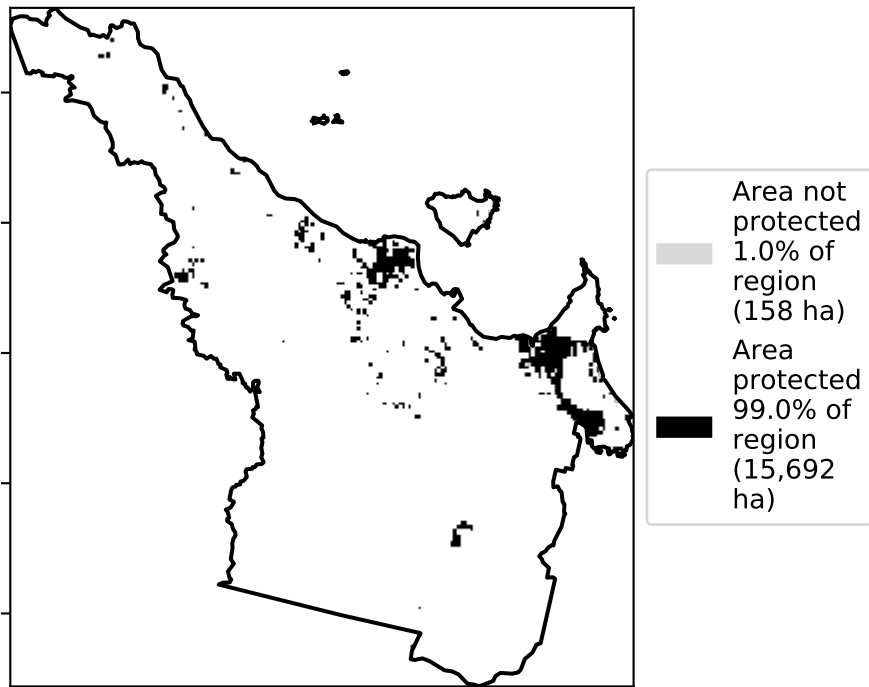 Area not
protected
1.0% of
region
(158 ha)
Area
protected
99.0% of
region
(15,692
ha)